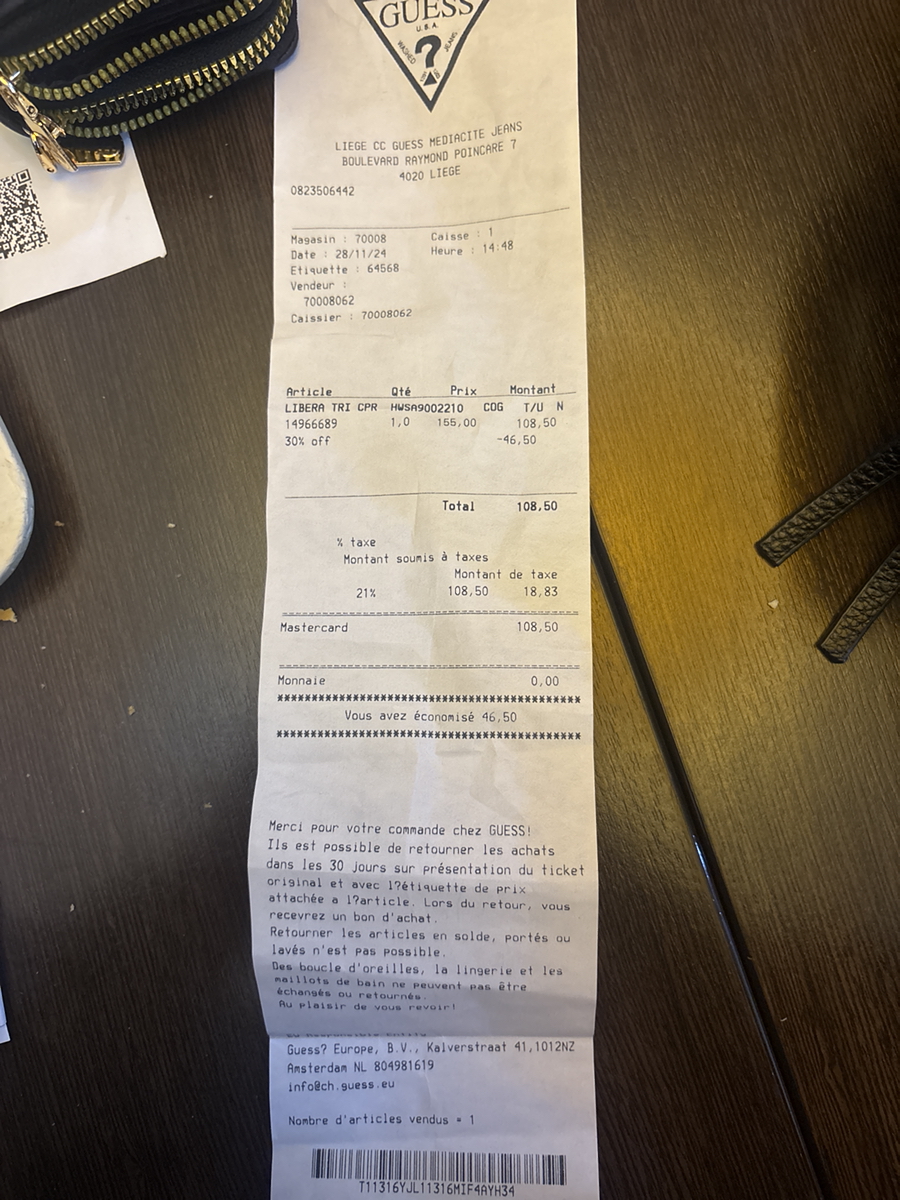 GUESS
U.S.A.
WASHED ? JEANS
LIEGE CC GUESS MEDIACITE JEANS
BOULEVARD RAYMOND POINCARE 7
4020 LIEGE
0823506442
Magasin : 70008 Caisse : 1
Date : 28/11/24 Heure : 14:48
Etiquette : 64568
Vendeur :
70008062
Caissier : 70008062
Article Qté Prix Montant
LIBERA TRI CPR HWSA9002210 COG T/U N
14966689 1,0 155,00 108,50
30% off -46,50
Total 108,50
% taxe
Montant soumis à taxes
Montant de taxe
21% 108,50 18,83
Mastercard 108,50
Monnaie 0,00
Vous avez économisé 46,50
Merci pour votre commande chez GUESS!
Ils est possible de retourner les achats
dans les 30 jours sur présentation du ticket
original et avec l?étiquette de prix
attachée a l?article. Lors du retour, vous
recevrez un bon d'achat.
Retourner les articles en solde, portés ou
lavés n'est pas possible.
Des boucle d'oreilles, la lingerie et les
maillots de bain ne peuvent pas être
échangés ou retournés.
Au plaisir de vous revoir!
Guess? Europe, B.V., Kalverstraat 41,1012NZ
Amsterdam NL 804981619
info@ch.guess.eu
Nombre d'articles vendus = 1
T11316YJL11316MIF4AYH34